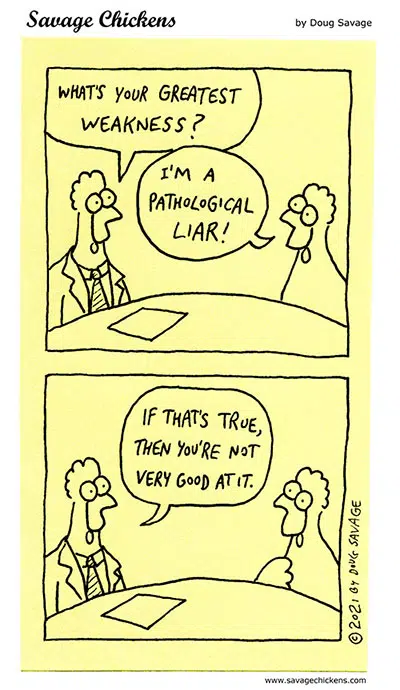 Savage Chickens
by Doug Savage
WHAT'S YOUR GREATEST
WEAKNESS?
I'M A
PATHOLOGICAL
LIAR!
IF THAT'S TRUE,
THEN YOU'RE NOT
VERY GOOD AT IT.
© 2021 BY DOUG SAVAGE
www.savagechickens.com